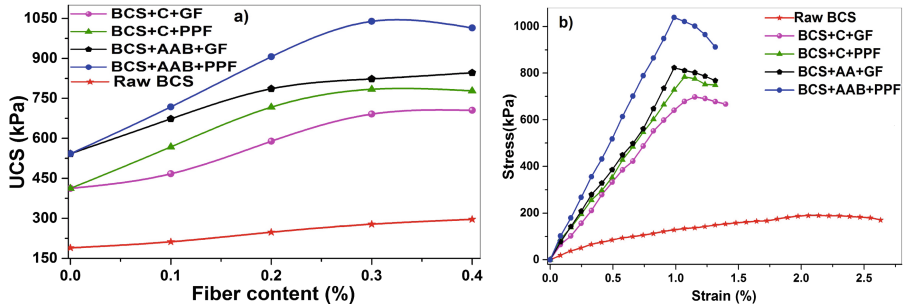 a)
BCS+C+GF
BCS+C+PPF
BCS+AAB+GF
BCS+AAB+PPF
Raw BCS
1050
900
750
600
450
300
150
UCS (kPa)
0.0 0.1 0.2 0.3 0.4
Fiber content (%)
b)
Raw BCS
BCS+C+GF
BCS+C+PPF
BCS+AA+GF
BCS+AAB+PPF
1000
800
600
400
200
0
Stress(kPa)
0.0 0.5 1.0 1.5 2.0 2.5
Strain (%)